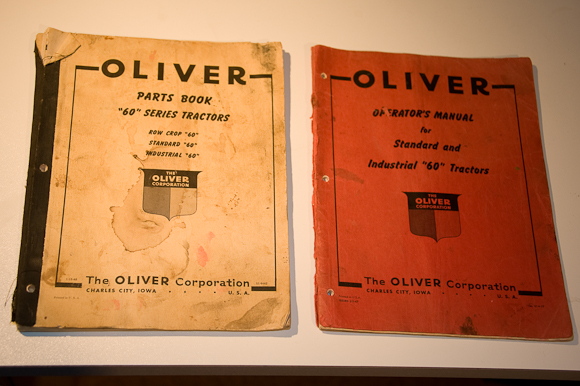 OLIVER
PARTS BOOK
"60" SERIES TRACTORS
ROW CROP "60"
STANDARD "60"
INDUSTRIAL "60"
THE
OLIVER
CORPORATION
The OLIVER Corporation
CHARLES CITY, IOWA . . . . . U. S. A.
OLIVER
OPERATOR'S MANUAL
for
Standard and
Industrial "60" Tractors
THE
OLIVER
CORPORATION
The OLIVER Corporation
CHARLES CITY, IOWA . . . . . U. S. A.